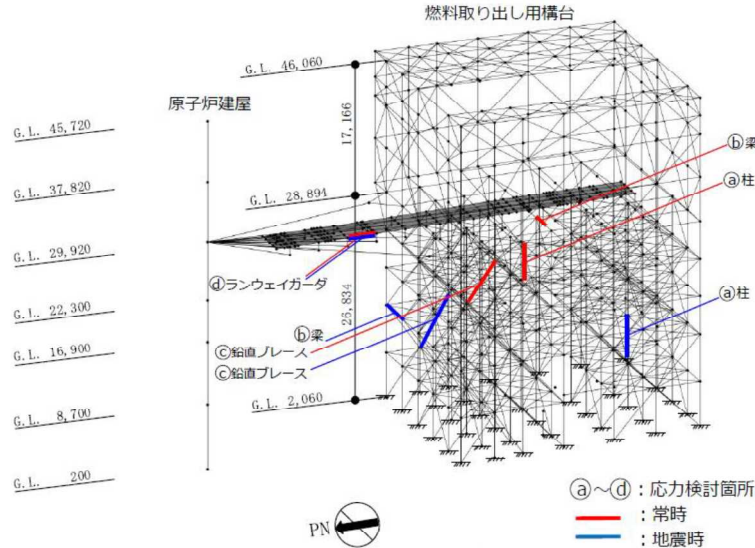 燃料取り出し用構台
G.L. 46,060
原子炉建屋
17,166
G.L. 45,720
ⓑ梁
ⓐ柱
G.L. 37,820
G.L. 28,894
G.L. 29,920
ⓓランウェイガーダ
26,834
G.L. 22,300
ⓑ梁
ⓐ柱
ⓒ鉛直ブレース
G.L. 16,900
ⓒ鉛直ブレース
G.L. 2,060
G.L. 8,700
G.L. 200
ⓐ～ⓓ：応力検討箇所
：常時
PN
：地震時